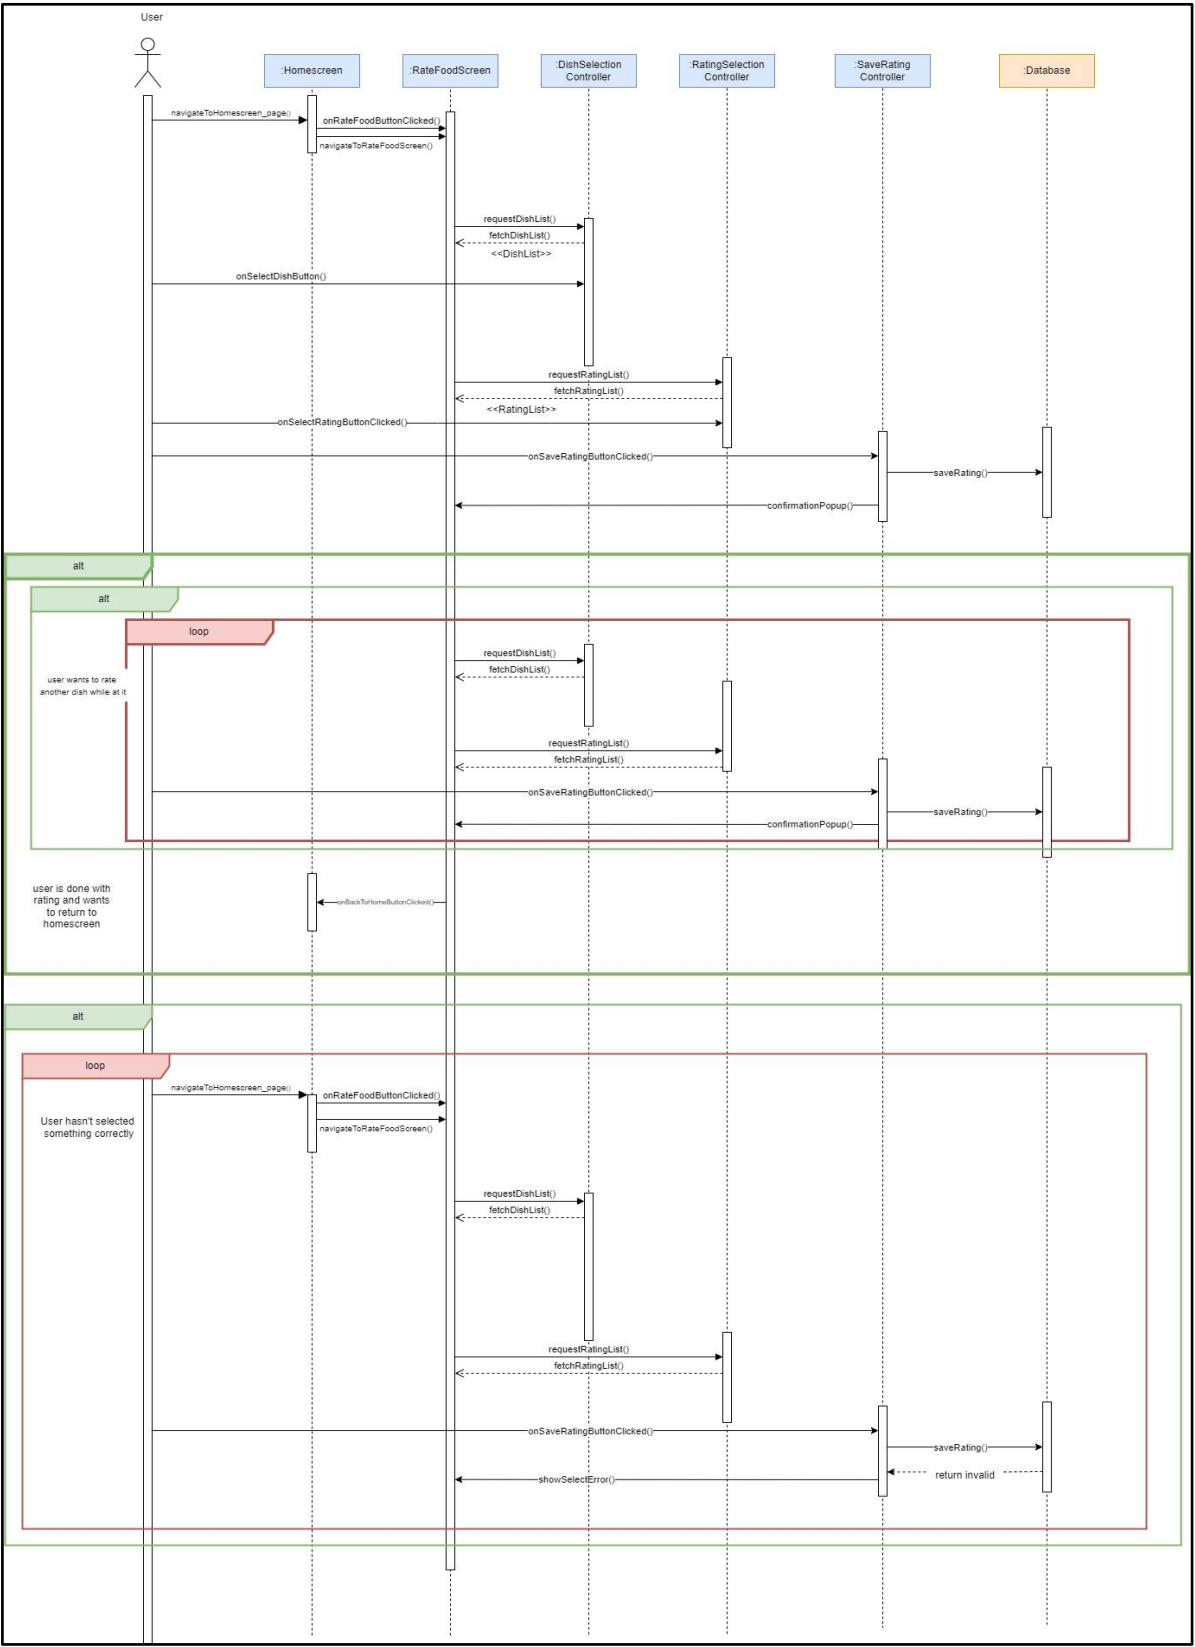 User
:Homescreen
:RateFoodScreen
:DishSelection
Controller
:RatingSelection
Controller
:SaveRating
Controller
:Database
navigateToHomescreen_page()
onRateFoodButtonClicked()
navigateToRateFoodScreen()
requestDishList()
fetchDishList()
<<DishList>>
onSelectDishButton()
requestRatingList()
fetchRatingList()
<<RatingList>>
onSelectRatingButtonClicked()
onSaveRatingButtonClicked()
saveRating()
confirmationPopup()
alt
alt
loop
user wants to rate
another dish while at it
requestDishList()
fetchDishList()
requestRatingList()
fetchRatingList()
onSaveRatingButtonClicked()
saveRating()
confirmationPopup()
user is done with
rating and wants
to return to
homescreen
onBackToHomeButtonClicked()
alt
loop
navigateToHomescreen_page()
onRateFoodButtonClicked()
User hasn't selected
something correctly
navigateToRateFoodScreen()
requestDishList()
fetchDishList()
requestRatingList()
fetchRatingList()
onSaveRatingButtonClicked()
saveRating()
return invalid
showSelectError()